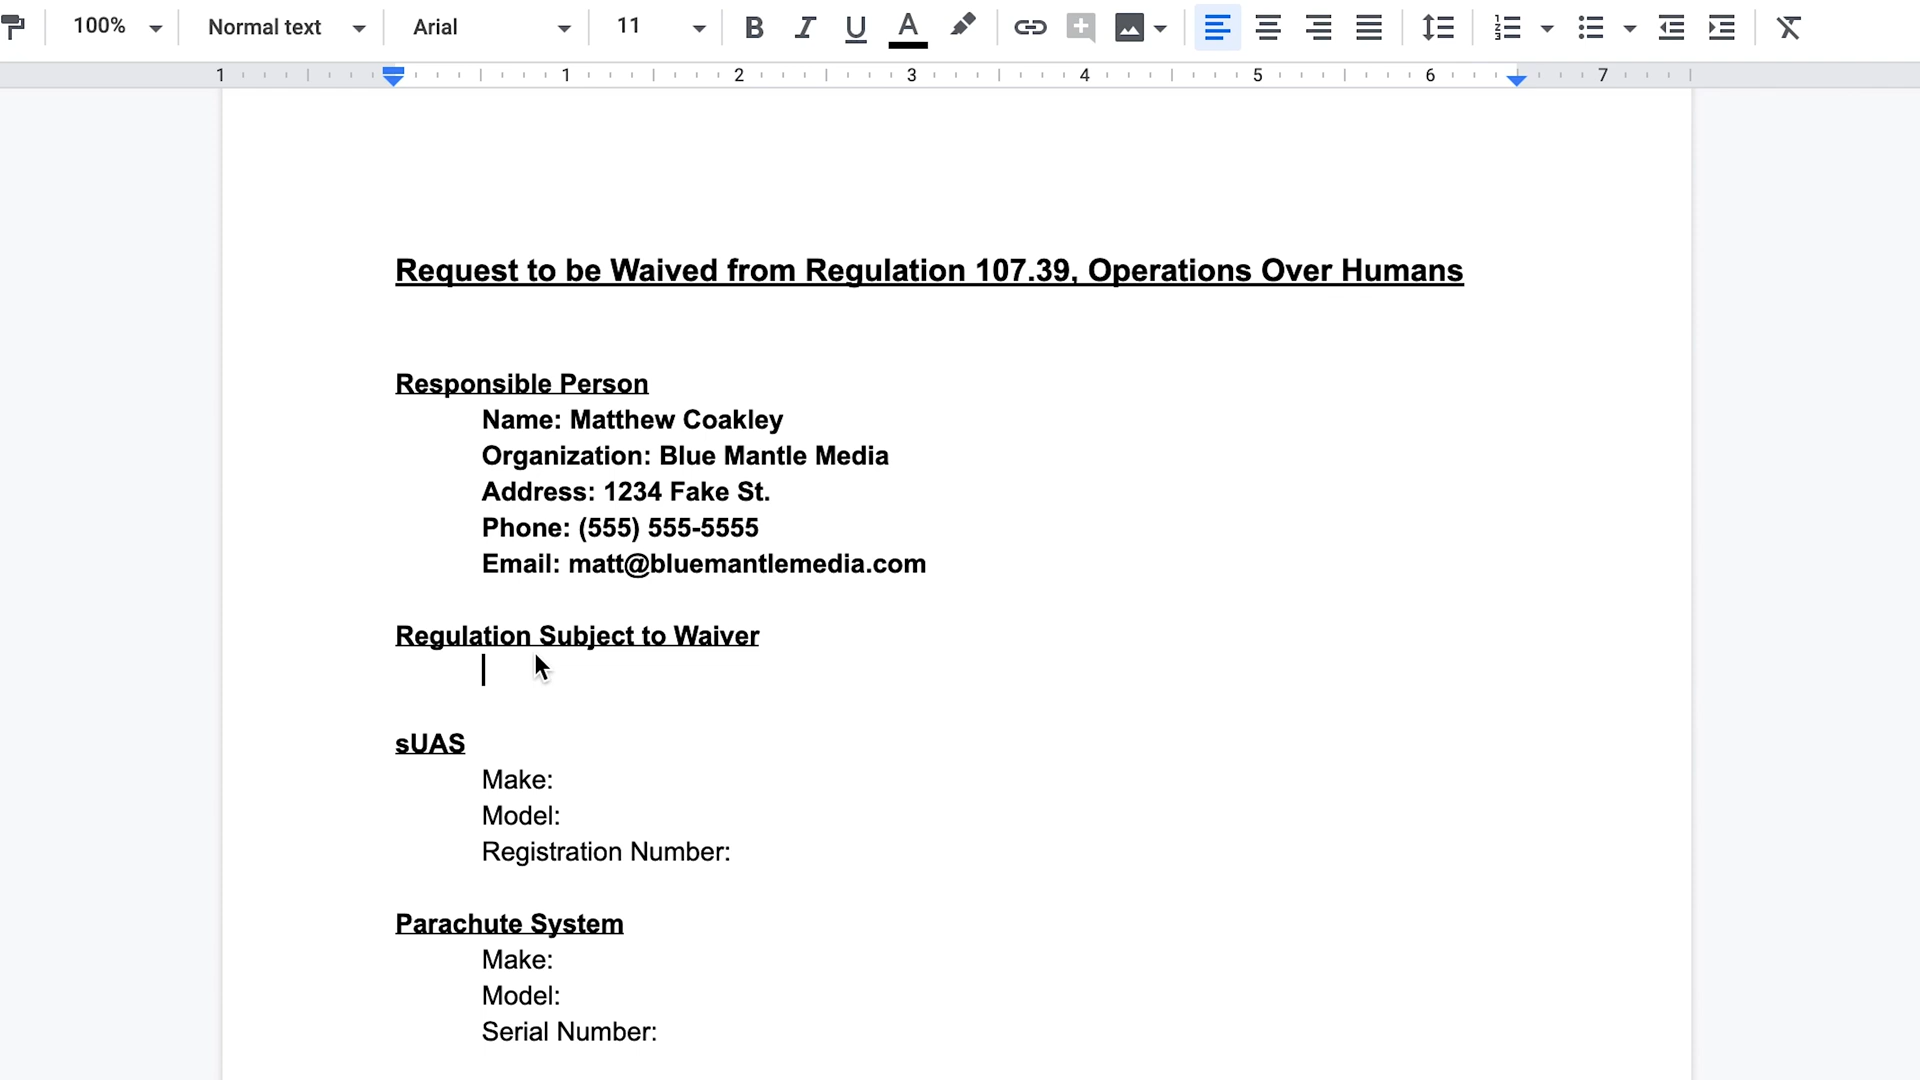 100% Normal text Arial 11 B I U A
1 1 2 3 4 5 6 7
Request to be Waived from Regulation 107.39, Operations Over Humans
Responsible Person
Name: Matthew Coakley
Organization: Blue Mantle Media
Address: 1234 Fake St.
Phone: (555) 555-5555
Email: matt@bluemantlemedia.com
Regulation Subject to Waiver
sUAS
Make:
Model:
Registration Number:
Parachute System
Make:
Model:
Serial Number: